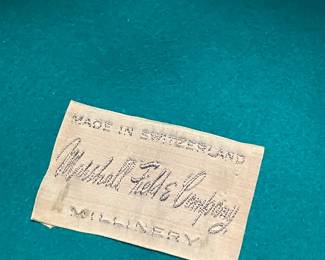 MADE IN SWITZERLAND
Marshall Field & Company
MILLINERY